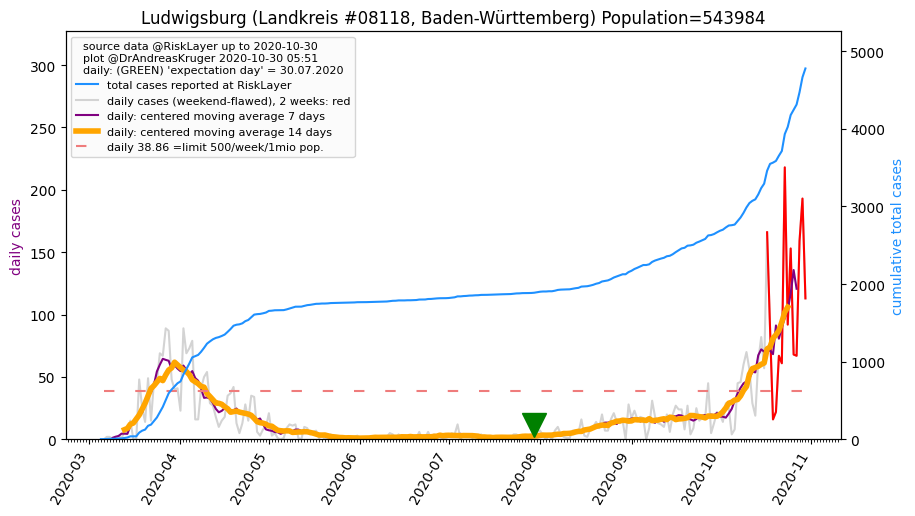 Ludwigsburg (Landkreis #08118, Baden-Württemberg) Population=543984
source data @RiskLayer up to 2020-10-30
plot @DrAndreasKruger 2020-10-30 05:51
daily: (GREEN) 'expectation day' = 30.07.2020
total cases reported at RiskLayer
daily cases (weekend-flawed), 2 weeks: red
daily: centered moving average 7 days
daily: centered moving average 14 days
daily 38.86 =limit 500/week/1mio pop.
daily cases
300
250
200
150
100
50
0
5000
4000
3000
2000
1000
0
cumulative total cases
2020-03
2020-04
2020-05
2020-06
2020-07
2020-08
2020-09
2020-10
2020-11